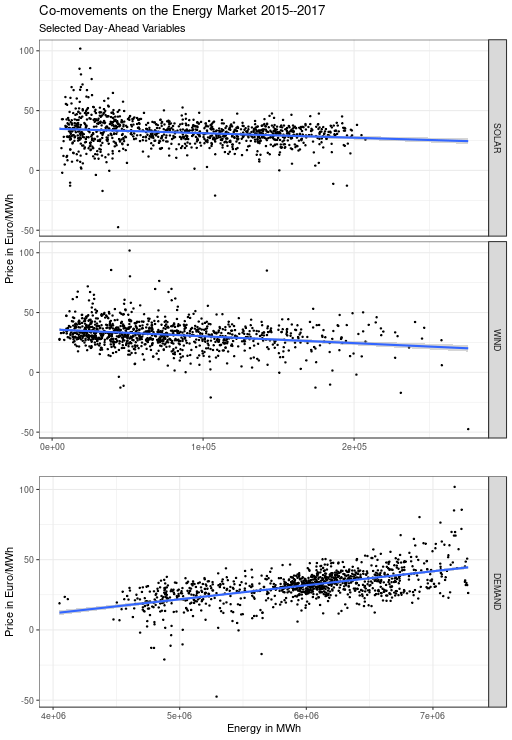 Co-movements on the Energy Market 2015--2017
Selected Day-Ahead Variables
Price in Euro/MWh
100
50
0
-50
SOLAR
100
50
0
-50
WIND
0e+00
1e+05
2e+05
Price in Euro/MWh
100
50
0
-50
DEMAND
4e+06
5e+06
6e+06
7e+06
Energy in MWh